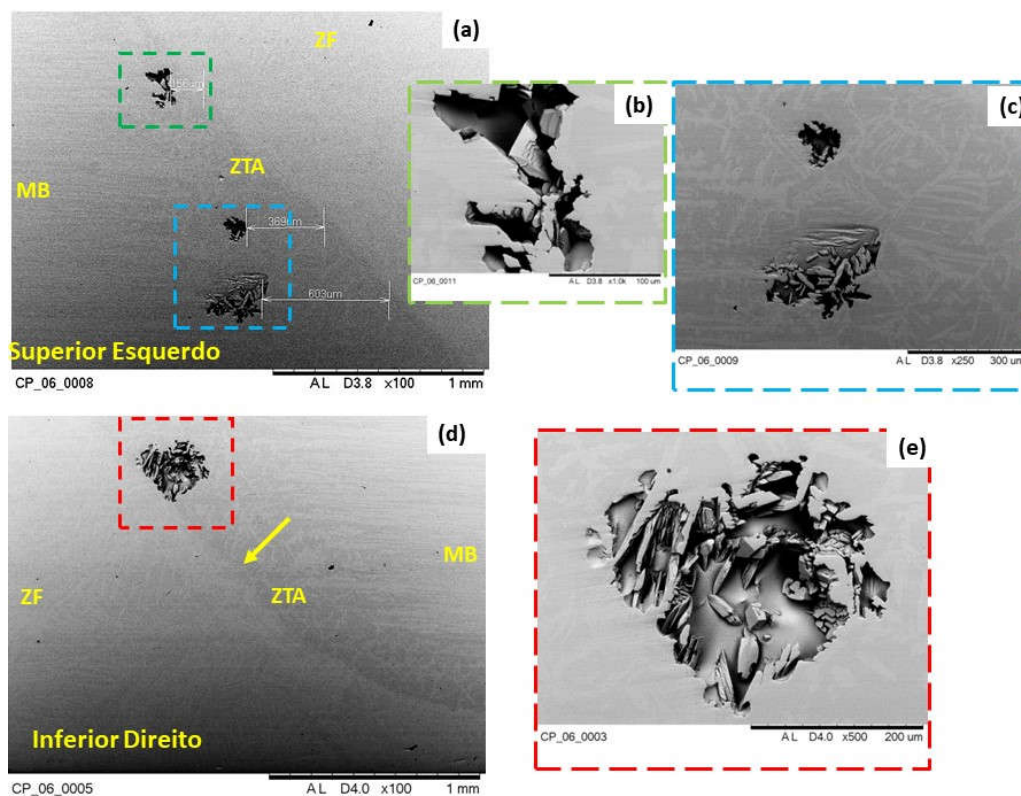 (a)
ZF
ZTA
MB
369um
603um
Superior Esquerdo
CP_06_0008
AL D3.8 x100 1 mm
(b)
CP_06_0011
AL D3.8 x1.0k 100 um
(c)
CP_06_0009
AL D3.8 x250 300 um
(d)
MB
ZF
ZTA
Inferior Direito
CP_06_0005
AL D4.0 x100 1 mm
(e)
CP_06_0003
AL D4.0 x500 200 um